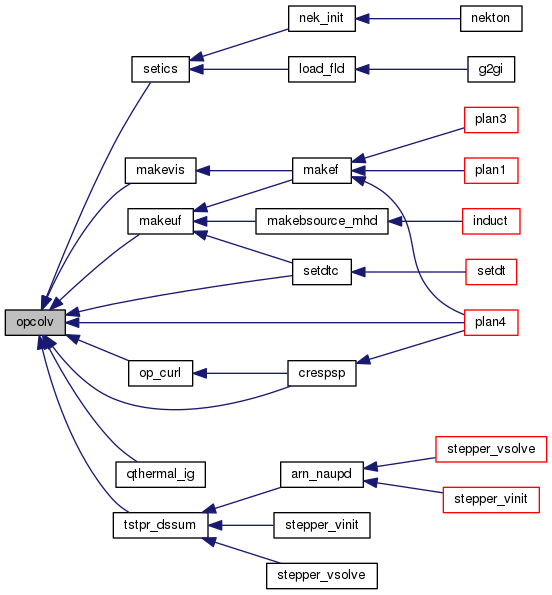 nek_init
nekton
setics
load_fld
g2gi
plan3
makevis
makef
plan1
makeuf
makebsource_mhd
induct
setdtc
setdt
opcolv
plan4
op_curl
crespsp
stepper_vsolve
qthermal_ig
arn_naupd
stepper_vinit
tstpr_dssum
stepper_vinit
stepper_vsolve